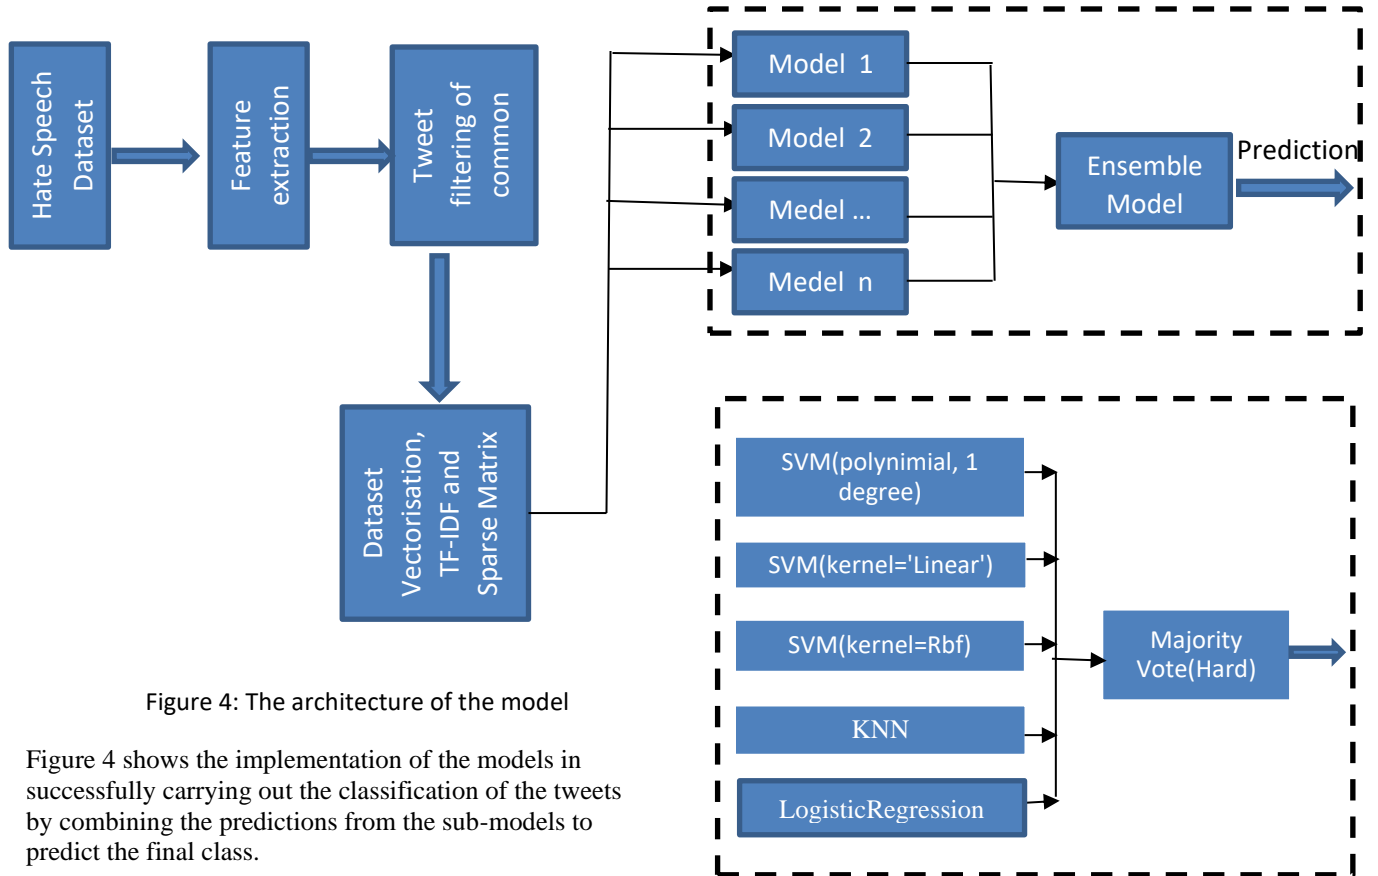 Hate Speech
Dataset
Feature
extraction
Tweet
filtering of
common
Dataset
Vectorisation,
TF-IDF and
Sparse Matrix
Model 1
Model 2
Medel ...
Medel n
Ensemble
Model
Prediction
SVM(polynimial, 1
degree)
SVM(kernel='Linear')
SVM(kernel=Rbf)
KNN
LogisticRegression
Majority
Vote(Hard)
Figure 4: The architecture of the model
Figure 4 shows the implementation of the models in
successfully carrying out the classification of the tweets
by combining the predictions from the sub-models to
predict the final class.